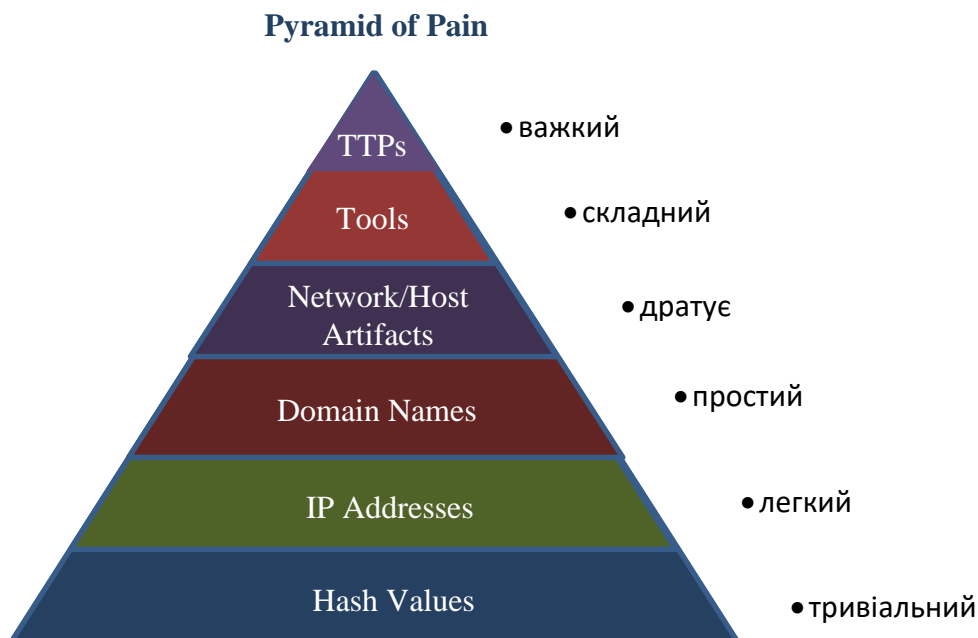 Pyramid of Pain
TTPs
• важкий
Tools
• складний
Network/Host
Artifacts
• дратує
Domain Names
• простий
IP Addresses
• легкий
Hash Values
• тривіальний